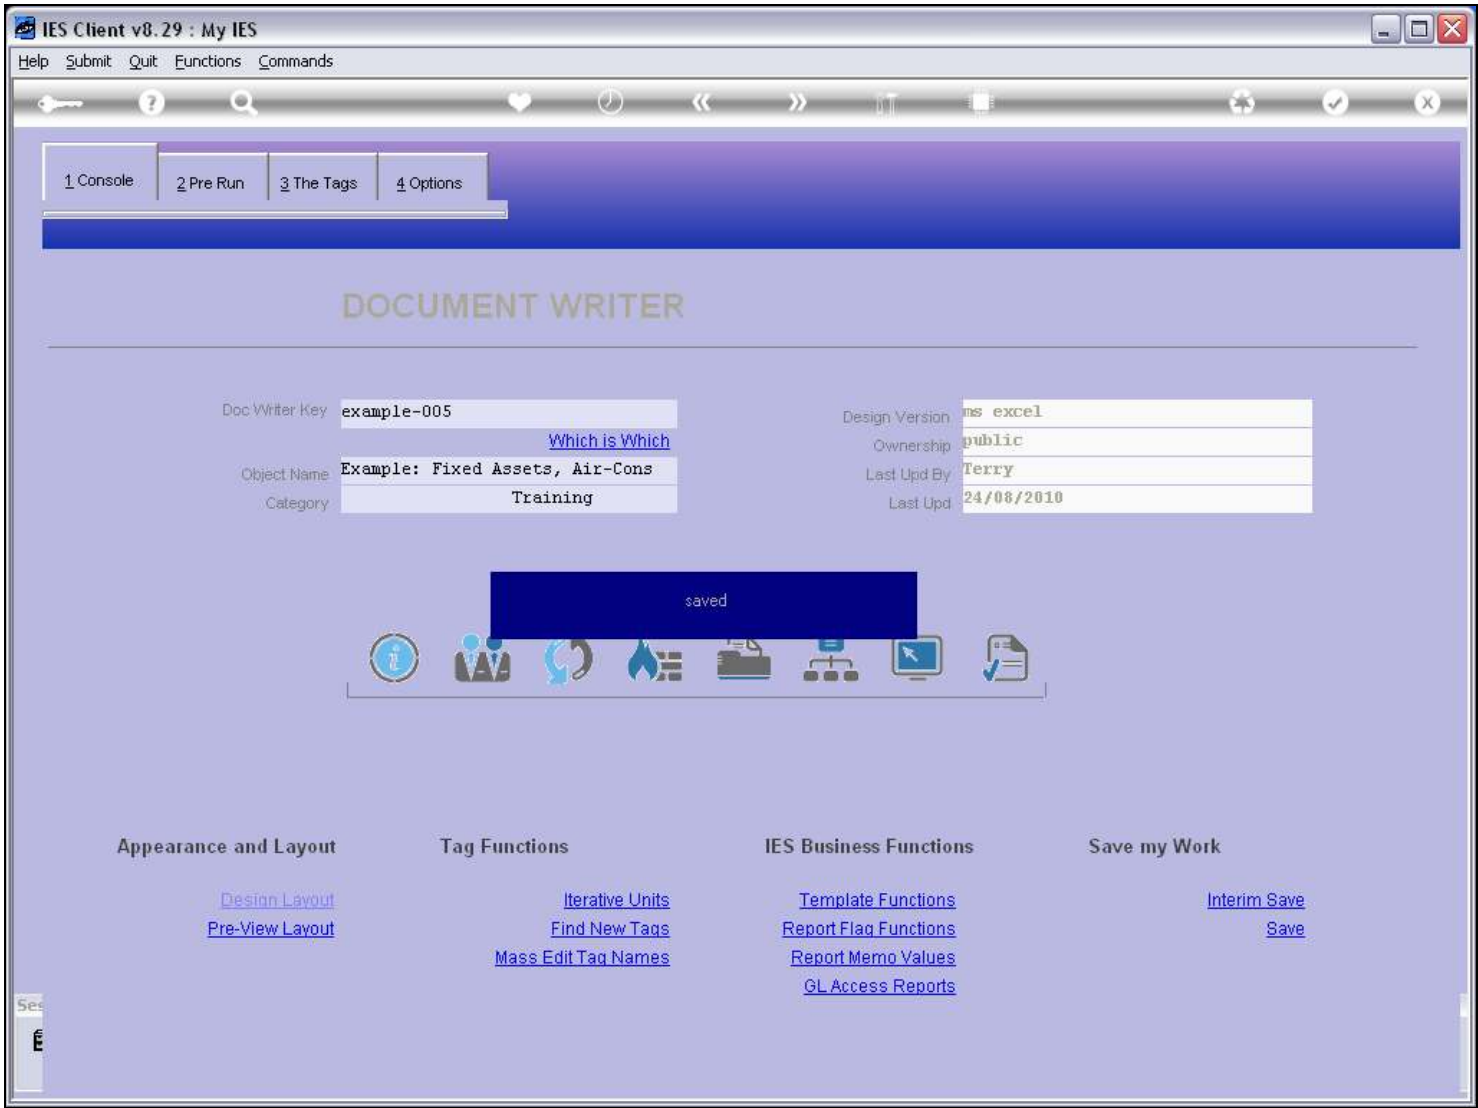 IES Client v8.29 : My IES
Help Submit Quit Functions Commands
1 Console
2 Pre Run
3 The Tags
4 Options
DOCUMENT WRITER
Doc Writer Key example-005
Which is Which
Object Name Example: Fixed Assets, Air-Cons
Category Training
Design Version ms excel
Ownership public
Last Upd By Terry
Last Upd 24/08/2010
saved
Appearance and Layout
Design Layout
Pre-View Layout
Tag Functions
Iterative Units
Find New Tags
Mass Edit Tag Names
IES Business Functions
Template Functions
Report Flag Functions
Report Memo Values
GL Access Reports
Save my Work
Interim Save
Save